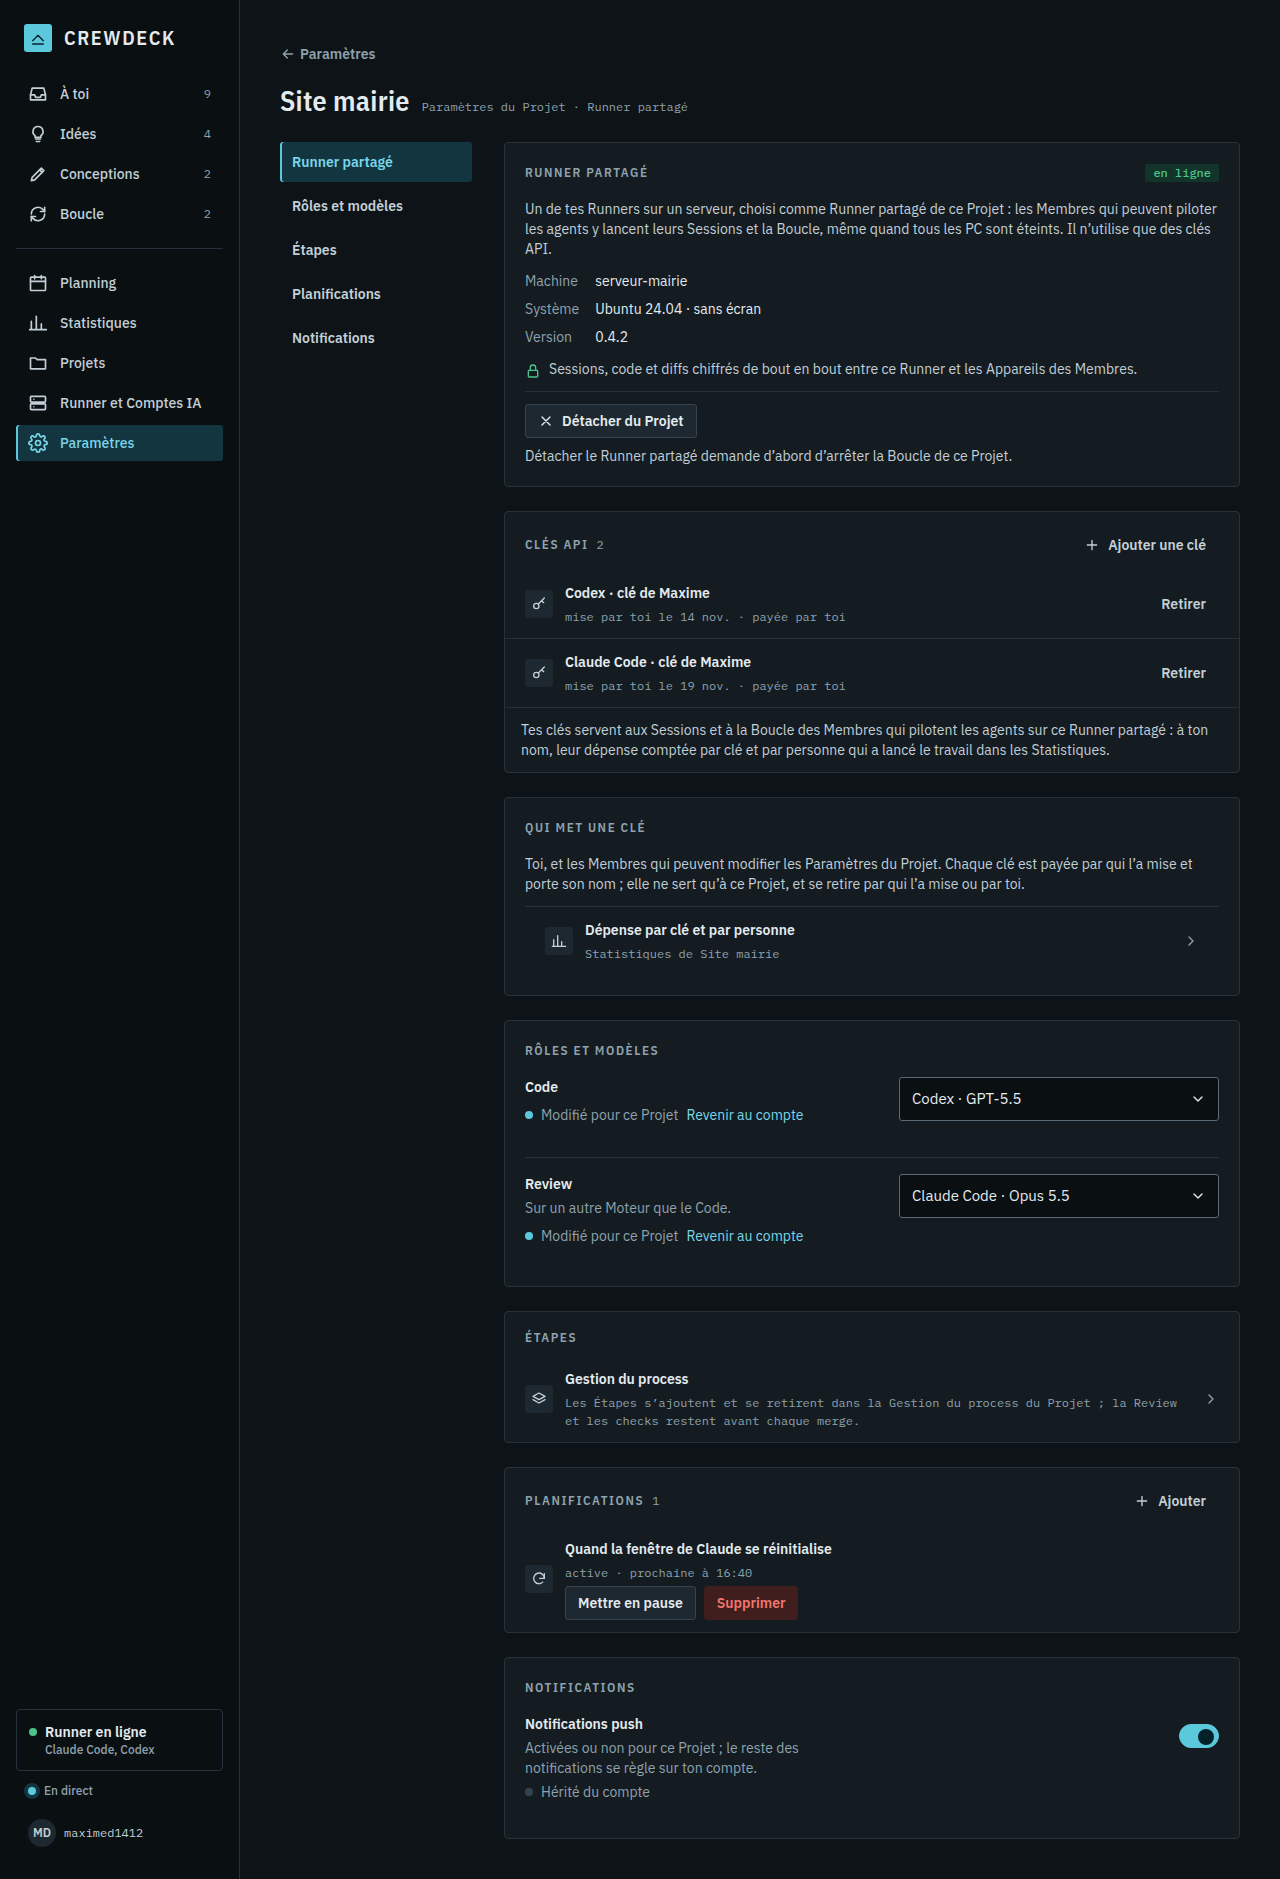 CREWDECK
À toi 9
Idées 4
Conceptions 2
Boucle 2
Planning
Statistiques
Projets
Runner et Comptes IA
Paramètres
Runner en ligne
Claude Code, Codex
En direct
MD maximed1412
Paramètres
Site mairie Paramètres du Projet · Runner partagé
Runner partagé
Rôles et modèles
Étapes
Planifications
Notifications
RUNNER PARTAGÉ en ligne
Un de tes Runners sur un serveur, choisi comme Runner partagé de ce Projet : les Membres qui peuvent piloter
les agents y lancent leurs Sessions et la Boucle, même quand tous les PC sont éteints. Il n’utilise que des clés
API.
Machine serveur-mairie
Système Ubuntu 24.04 · sans écran
Version 0.4.2
Sessions, code et diffs chiffrés de bout en bout entre ce Runner et les Appareils des Membres.
Détacher du Projet
Détacher le Runner partagé demande d’abord d’arrêter la Boucle de ce Projet.
CLÉS API 2 Ajouter une clé
Codex · clé de Maxime
mise par toi le 14 nov. · payée par toi
Retirer
Claude Code · clé de Maxime
mise par toi le 19 nov. · payée par toi
Retirer
Tes clés servent aux Sessions et à la Boucle des Membres qui pilotent les agents sur ce Runner partagé : à ton
nom, leur dépense comptée par clé et par personne qui a lancé le travail dans les Statistiques.
QUI MET UNE CLÉ
Toi, et les Membres qui peuvent modifier les Paramètres du Projet. Chaque clé est payée par qui l’a mise et
porte son nom ; elle ne sert qu’à ce Projet, et se retire par qui l’a mise ou par toi.
Dépense par clé et par personne
Statistiques de Site mairie
RÔLES ET MODÈLES
Code
Modifié pour ce Projet Revenir au compte
Codex · GPT-5.5
Review
Sur un autre Moteur que le Code.
Modifié pour ce Projet Revenir au compte
Claude Code · Opus 5.5
ÉTAPES
Gestion du process
Les Étapes s’ajoutent et se retirent dans la Gestion du process du Projet ; la Review
et les checks restent avant chaque merge.
PLANIFICATIONS 1 Ajouter
Quand la fenêtre de Claude se réinitialise
active · prochaine à 16:40
Mettre en pause Supprimer
NOTIFICATIONS
Notifications push
Activées ou non pour ce Projet ; le reste des
notifications se règle sur ton compte.
Hérité du compte